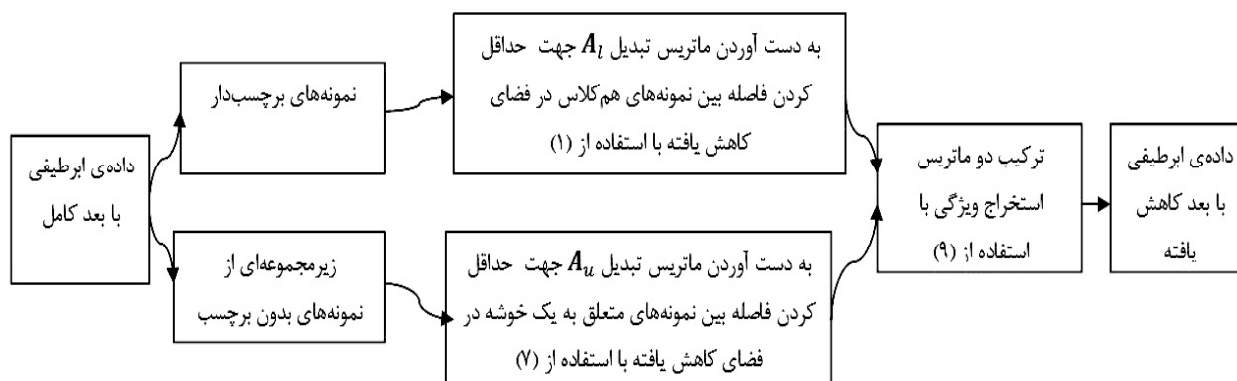 داده‌ی ابرطیفی
با بعد کامل
نمونه‌های برچسب‌دار
به دست آوردن ماتریس تبدیل A_l جهت حداقل
کردن فاصله بین نمونه‌های هم‌کلاس در فضای
کاهش یافته با استفاده از (۱)
زیرمجموعه‌ای از
نمونه‌های بدون برچسب
به دست آوردن ماتریس تبدیل A_u جهت حداقل
کردن فاصله بین نمونه‌های متعلق به یک خوشه در
فضای کاهش یافته با استفاده از (۷)
ترکیب دو ماتریس
استخراج ویژگی با
استفاده از (۹)
داده‌ی ابرطیفی
با بعد کاهش
یافته